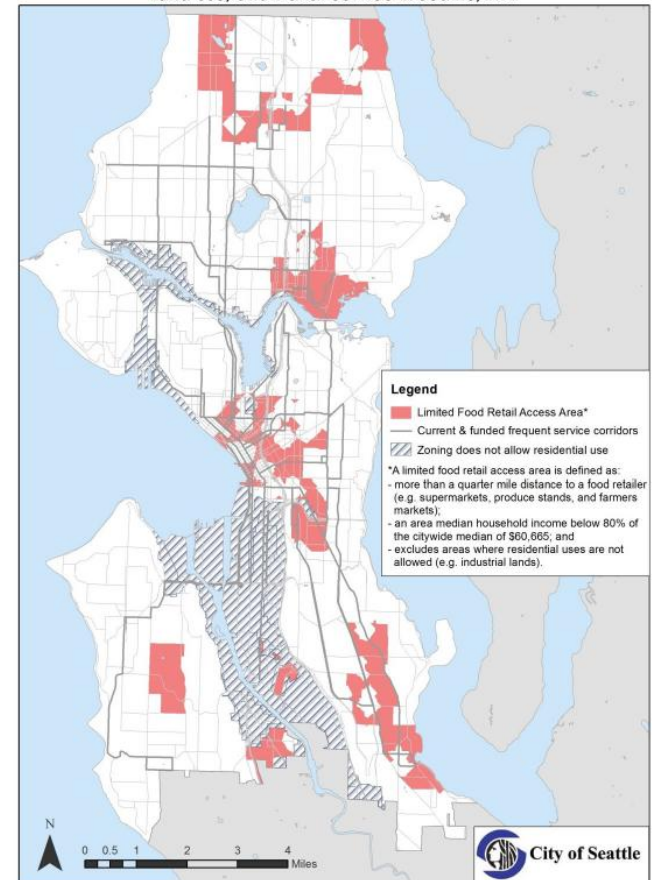 Legend
Limited Food Retail Access Area*
Current & funded frequent service corridors
Zoning does not allow residential use
*A limited food retail access area is defined as:
- more than a quarter mile distance to a food retailer
(e.g. supermarkets, produce stands, and farmers
markets);
- an area median household income below 80% of
the citywide median of $60,665; and
- excludes areas where residential uses are not
allowed (e.g. industrial lands).
N
0 0.5 1 2 3 4
Miles
City of Seattle